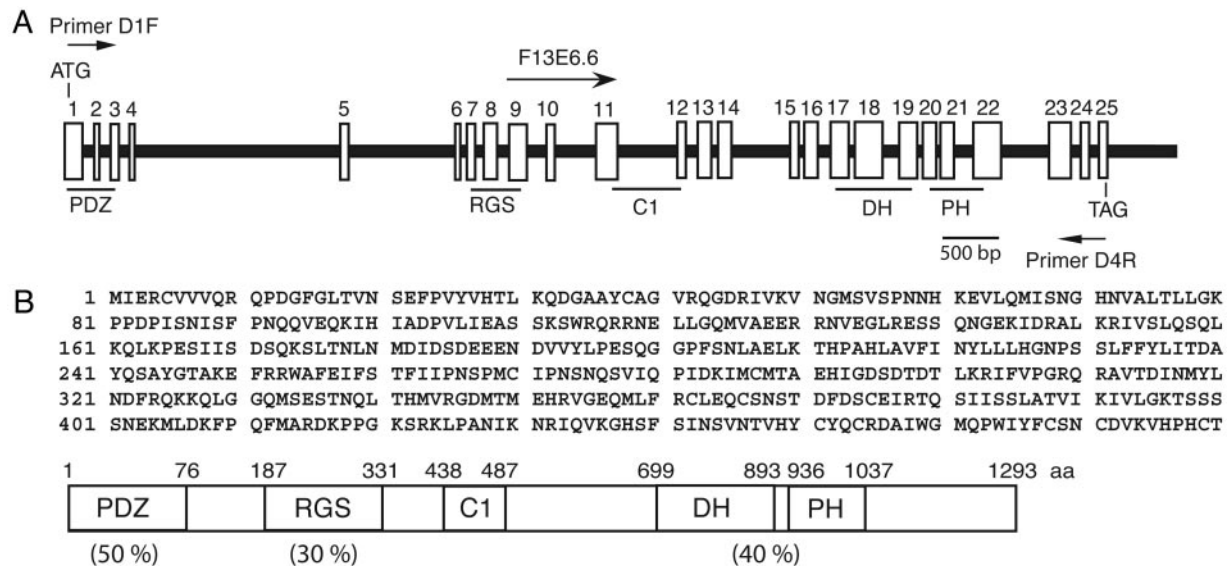 A
Primer D1F
ATG
F13E6.6
1 2 3 4 5 6 7 8 9 10 11 12 13 14 15 16 17 18 19 20 21 22 23 24 25
PDZ RGS C1 DH PH TAG
500 bp Primer D4R
B
1 MIERCVVVQR QPDGFGLTVN SEFPVYVHTL KQDGAAYCAG VRQGDRIVKV NGMSVSPNNH KEVLQMISNG HNVALTLLGK
81 PPDPISNISF PNQQVEQKIH IADPVLIEAS SKSWRQRRNE LLGQMVAEER RNVEGLRESS QNGEKIDRAL KRIVSLQSQL
161 KQLKPESIIS DSQKSLTNLN MDIDSDEEEN DVVYLPESQG GPFSNLAELK THPAHLAVFI NYLLLHGNPS SLFFYLITDA
241 YQSAYGTAKE FRRWAFEIFS TFIIPNSPMC IPNSNQSVIQ PIDKIMCMTA EHIGDSDTDT LKRIFVPGRQ RAVTDINMYL
321 NDFRQKKQLG GQMSESTNQL THMVRGDMTM EHRVGEQMLF RCLEQCSNST DFDSCEIRTQ SIISSLATVI KIVLGKTSSS
401 SNEKMLDKFP QFMARDKPPG KSRKLPANIK NRIQVKGHSF SINSVNTVHY CYQCRDAIWG MQPWIYFCSN CDVKVHPHCT
1 76 187 331 438 487 699 893 936 1037 1293 aa
PDZ RGS C1 DH PH
(50 %) (30 %) (40 %)